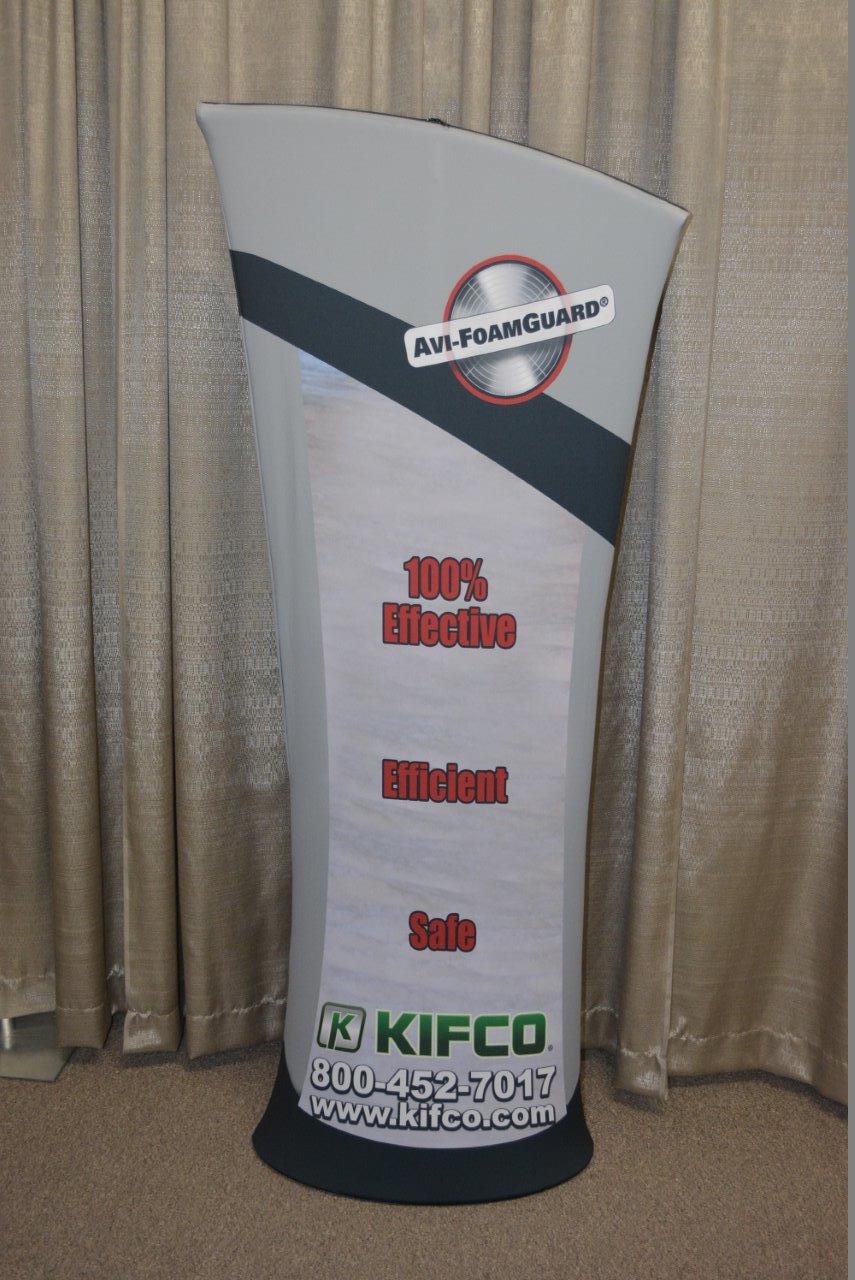 AVI-FOAMGUARD®
100%
Effective
Efficient
Safe
K KIFCO®
800-452-7017
www.kifco.com